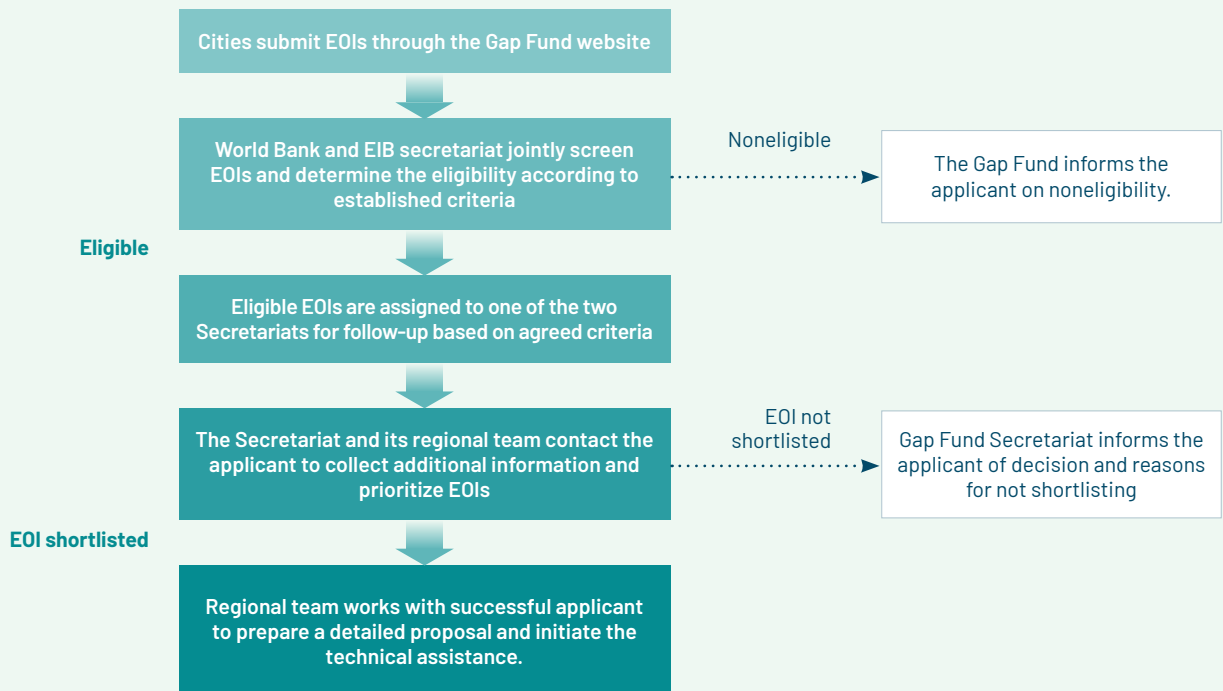 Cities submit EOIs through the Gap Fund website
World Bank and EIB secretariat jointly screen
EOIs and determine the eligibility according to
established criteria
Noneligible
The Gap Fund informs the
applicant on noneligibility.
Eligible
Eligible EOIs are assigned to one of the two
Secretariats for follow-up based on agreed criteria
The Secretariat and its regional team contact the
applicant to collect additional information and
prioritize EOIs
EOI not
shortlisted
Gap Fund Secretariat informs the
applicant of decision and reasons
for not shortlisting
EOI shortlisted
Regional team works with successful applicant
to prepare a detailed proposal and initiate the
technical assistance.